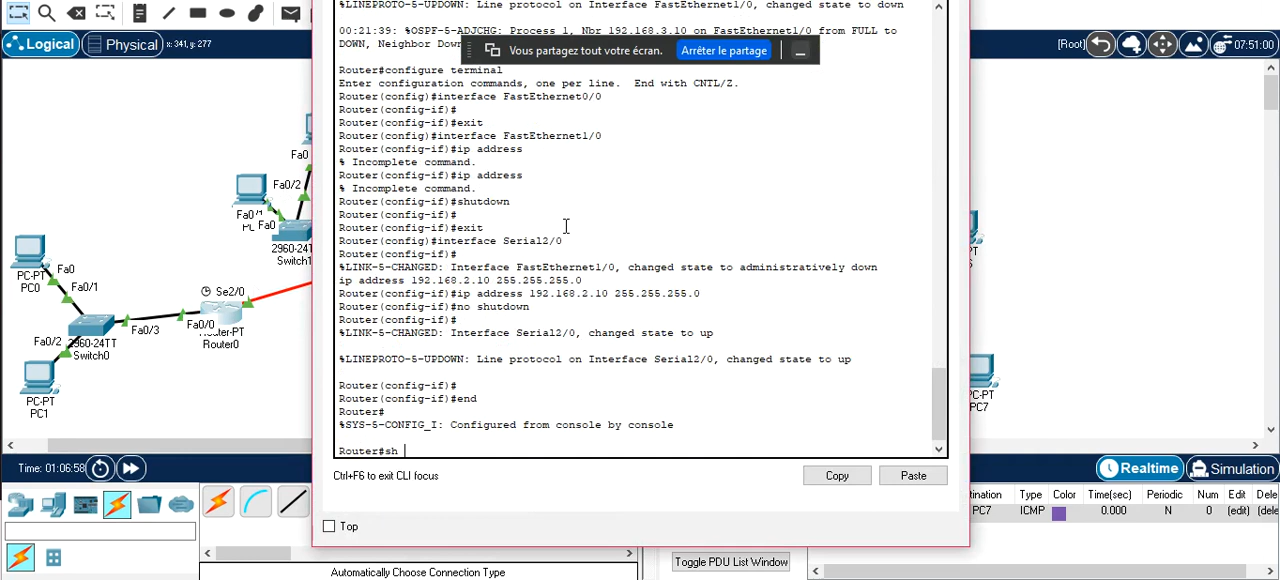 %LINEPROTO-5-UPDOWN: Line protocol on Interface FastEthernet1/0, changed state to down
00:21:39: %OSPF-5-ADJCHG: Process 1, Nbr 192.168.3.10 on FastEthernet1/0 from FULL to
DOWN, Neighbor Down
Vous partagez tout votre écran.
Arrêter le partage
Logical
Physical
x: 341, y: 277
[Root]
07:51:00
Router#configure terminal
Enter configuration commands, one per line.  End with CNTL/Z.
Router(config)#interface FastEthernet0/0
Router(config-if)#
Router(config-if)#exit
Router(config)#interface FastEthernet1/0
Router(config-if)#ip address
% Incomplete command.
Router(config-if)#ip address
% Incomplete command.
Router(config-if)#shutdown
Router(config-if)#
Router(config-if)#exit
Router(config)#interface Serial2/0
Router(config-if)#
%LINK-5-CHANGED: Interface FastEthernet1/0, changed state to administratively down
ip address 192.168.2.10 255.255.255.0
Router(config-if)#ip address 192.168.2.10 255.255.255.0
Router(config-if)#no shutdown
Router(config-if)#
%LINK-5-CHANGED: Interface Serial2/0, changed state to up
%LINEPROTO-5-UPDOWN: Line protocol on Interface Serial2/0, changed state to up
Router(config-if)#
Router(config-if)#end
Router#
%SYS-5-CONFIG_I: Configured from console by console
Router#sh
Ctrl+F6 to exit CLI focus
Copy
Paste
Top
Fa0
Fa0/2
Fa0
2960-24TT
Switch1
PC-PT
PC0
Fa0
Fa0/1
Fa0/2
2960-24TT
Switch0
Fa0/3
Fa0/0
Se2/0
Router-PT
Router0
PC-PT
PC1
PC-PT
PC7
Time: 01:06:58
Realtime
Simulation
Type
Color
Time(sec)
Periodic
Num
Edit
PC7
ICMP
0.000
N
0
(edit)
Toggle PDU List Window
Automatically Choose Connection Type